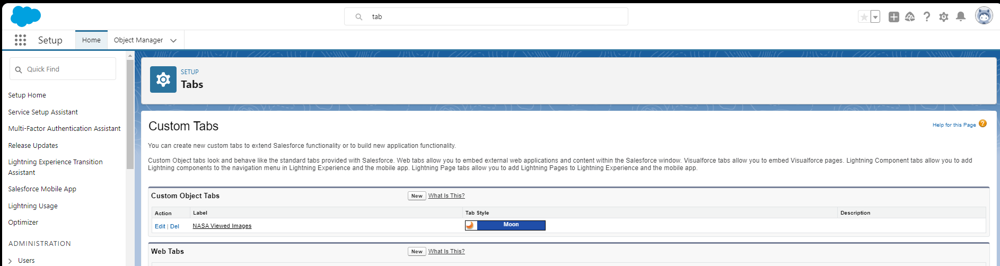 tab
Setup
Home
Object Manager
Quick Find
Setup Home
Service Setup Assistant
Multi-Factor Authentication Assistant
Release Updates
Lightning Experience Transition
Assistant
Salesforce Mobile App
Lightning Usage
Optimizer
ADMINISTRATION
Users
SETUP
Tabs
Custom Tabs
Help for this Page ?
You can create new custom tabs to extend Salesforce functionality or to build new application functionality.
Custom Object tabs look and behave like the standard tabs provided with Salesforce. Web tabs allow you to embed external web applications and content within the Salesforce window. Visualforce tabs allow you to embed Visualforce pages. Lightning Component tabs allow you to add
Lightning components to the navigation menu in Lightning Experience and the mobile app. Lightning Page tabs allow you to add Lightning Pages to Lightning Experience and the mobile app.
Custom Object Tabs New What Is This?
Action Label Tab Style Description
Edit | Del NASA Viewed Images Moon
Web Tabs New What Is This?